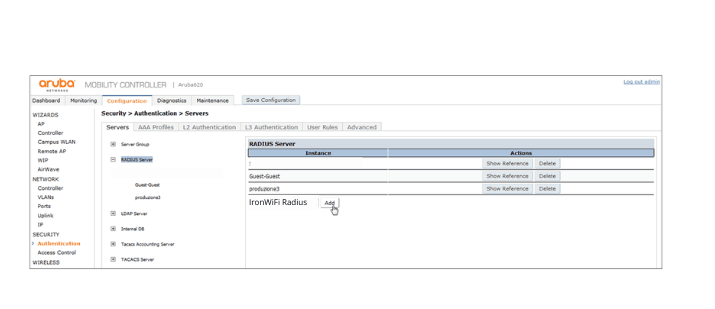 aruba NETWORKS MOBILITY CONTROLLER | Aruba620
Log out admin
Dashboard Monitoring Configuration Diagnostics Maintenance Save Configuration
WIZARDS
AP
Controller
Campus WLAN
Remote AP
WIP
AirWave
NETWORK
Controller
VLANs
Ports
Uplink
IP
SECURITY
> Authentication
Access Control
WIRELESS
Security > Authentication > Servers
Servers AAA Profiles L2 Authentication L3 Authentication User Rules Advanced
Server Group
RADIUS Server
Guest-Guest
produzione3
LDAP Server
Internal DB
Tacacs Accounting Server
TACACS Server
RADIUS Server
Instance Actions
Show Reference Delete
Guest-Guest Show Reference Delete
produzione3 Show Reference Delete
IronWiFi Radius Add